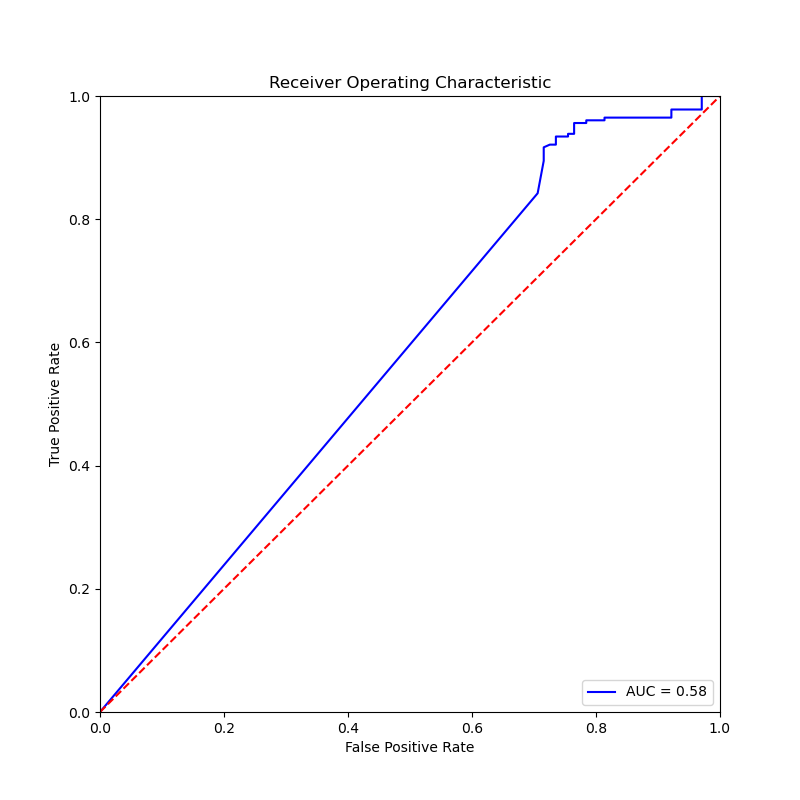 Receiver Operating Characteristic
True Positive Rate
1.0
0.8
0.6
0.4
0.2
0.0
AUC = 0.58
0.0 0.2 0.4 0.6 0.8 1.0
False Positive Rate